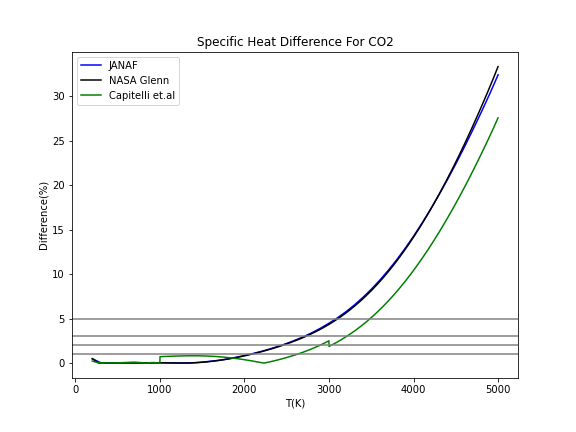 Specific Heat Difference For CO2
JANAF
NASA Glenn
Capitelli et.al
Difference(%)
30
25
20
15
10
5
0
0 1000 2000 3000 4000 5000
T(K)